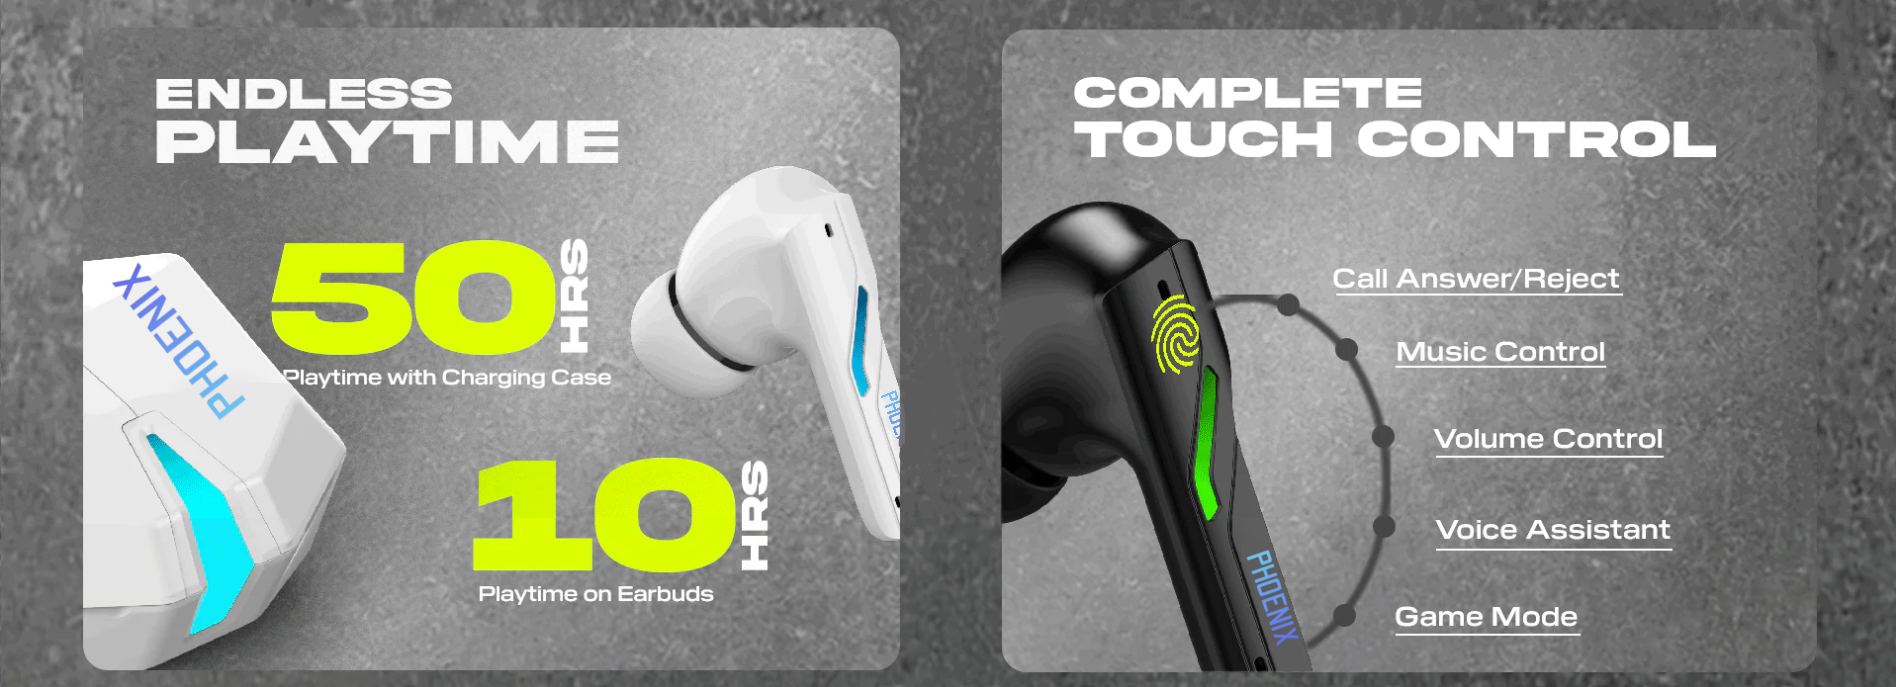 ENDLESS
PLAYTIME
50 HRS
Playtime with Charging Case
PHOENIX
10 HRS
Playtime on Earbuds
COMPLETE
TOUCH CONTROL
Call Answer/Reject
Music Control
Volume Control
Voice Assistant
Game Mode
PHOENIX